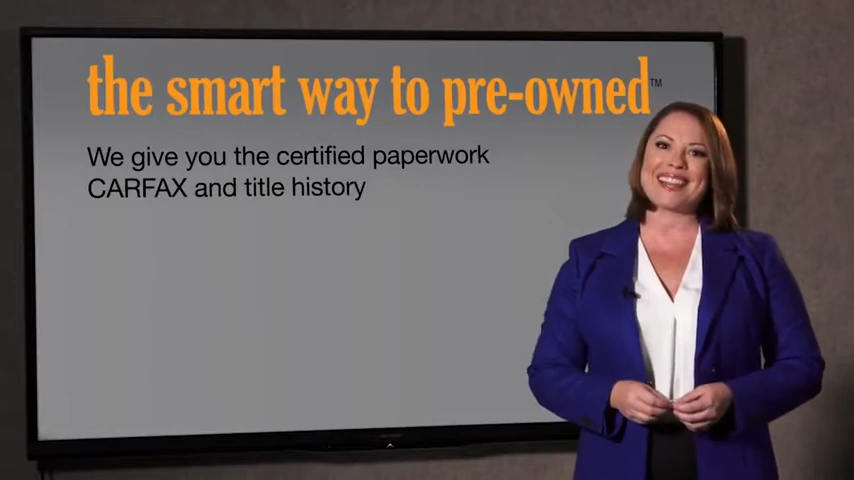 the smart way to pre-owned™
We give you the certified paperwork
CARFAX and title history